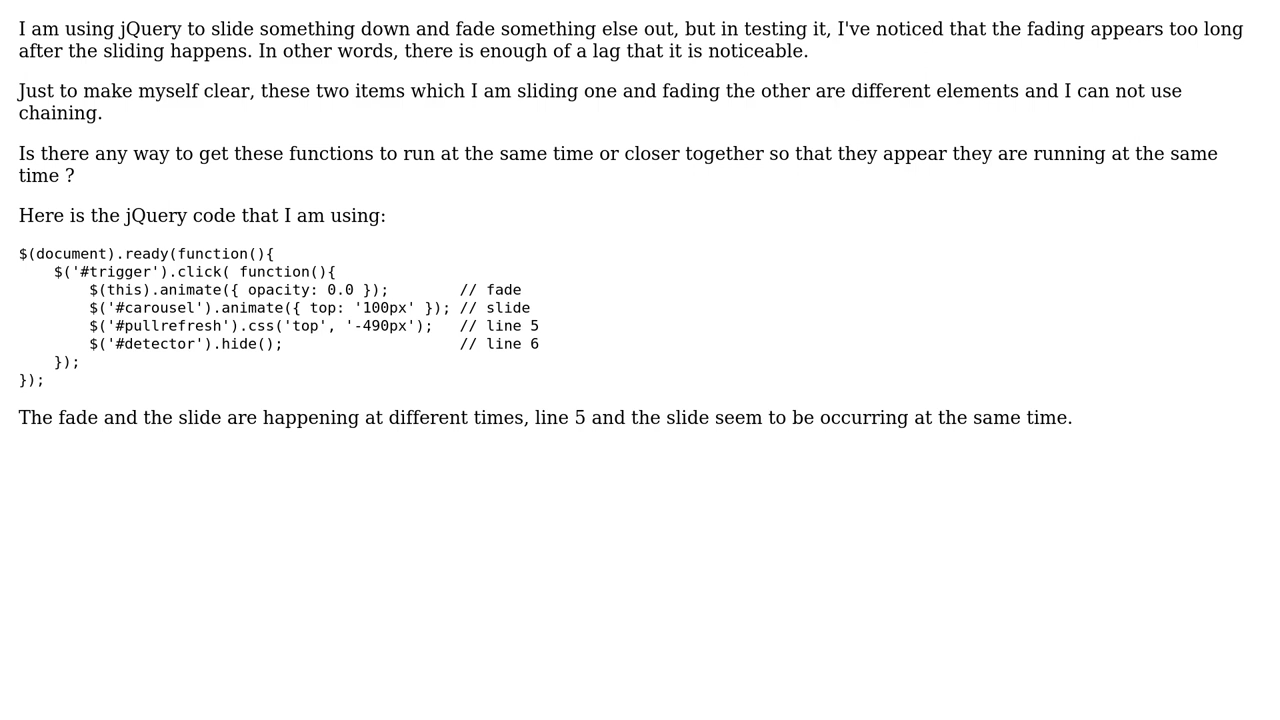 I am using jQuery to slide something down and fade something else out, but in testing it, I've noticed that the fading appears too long
after the sliding happens. In other words, there is enough of a lag that it is noticeable.
Just to make myself clear, these two items which I am sliding one and fading the other are different elements and I can not use
chaining.
Is there any way to get these functions to run at the same time or closer together so that they appear they are running at the same
time ?
Here is the jQuery code that I am using:
$(document).ready(function(){
    $('#trigger').click( function(){
        $(this).animate({ opacity: 0.0 });        // fade
        $('#carousel').animate({ top: '100px' }); // slide
        $('#pullrefresh').css('top', '-490px');   // line 5
        $('#detector').hide();                    // line 6
    });
});
The fade and the slide are happening at different times, line 5 and the slide seem to be occurring at the same time.